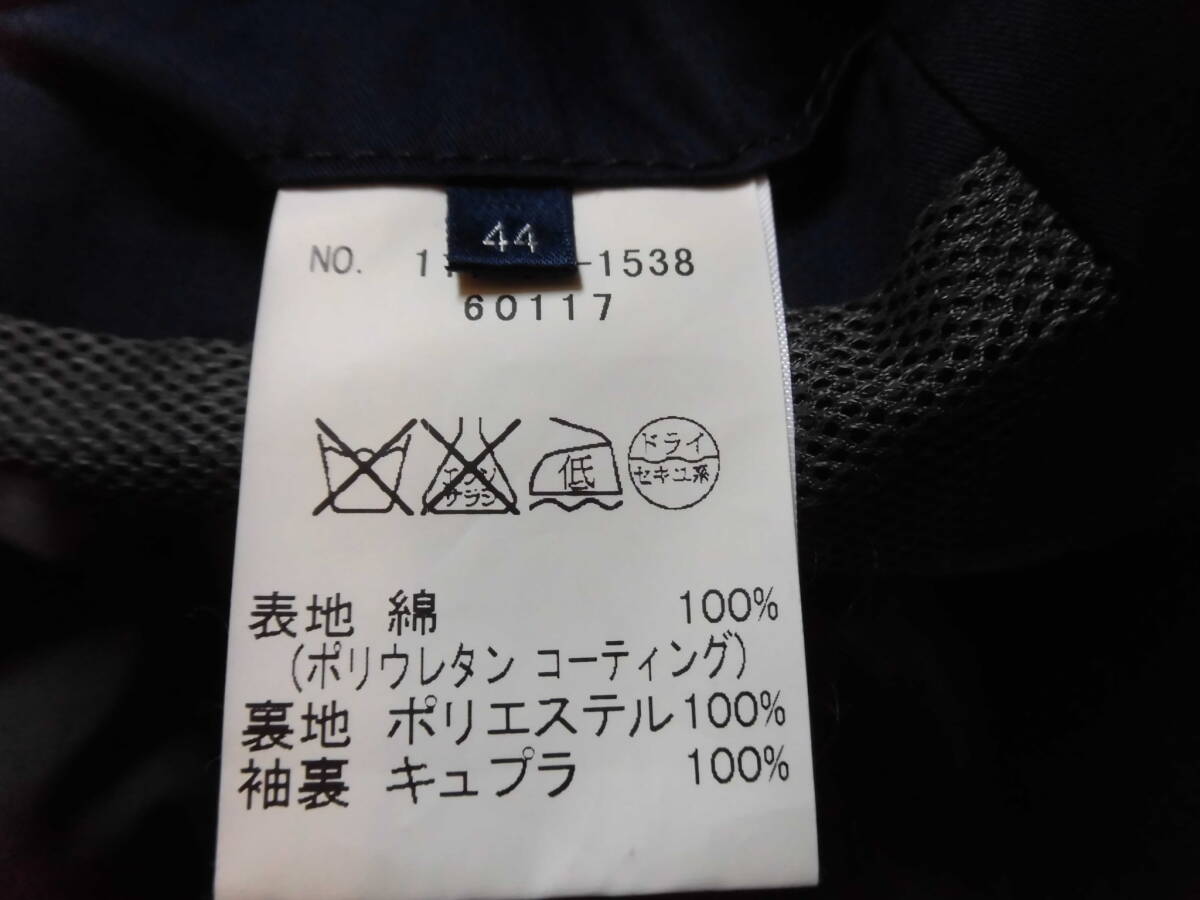 44
NO. 1 -1538
60117
エンソ
サラシ
低
ドライ
セキユ系
表地 綿 100%
(ポリウレタン コーティング)
裏地 ポリエステル100%
袖裏 キュプラ 100%